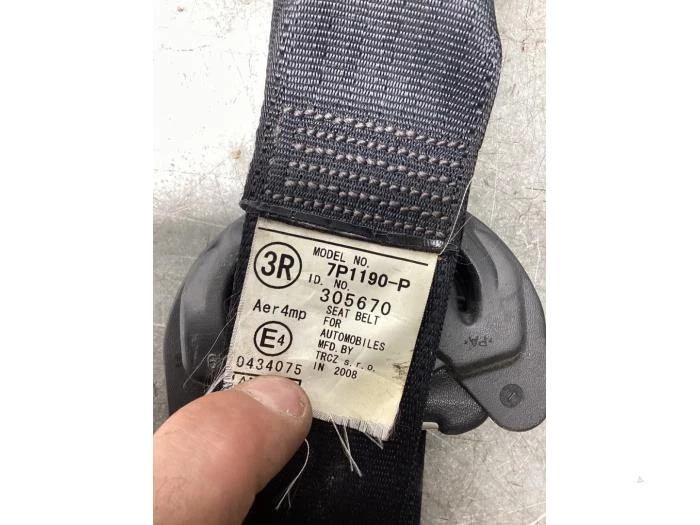 3R
MODEL NO.
7P1190-P
ID. NO.
305670
Aer4mp
E4
0434075
SEAT BELT
FOR
AUTOMOBILES
MFD. BY
TRCZ s.r.o.
IN 2008
PA